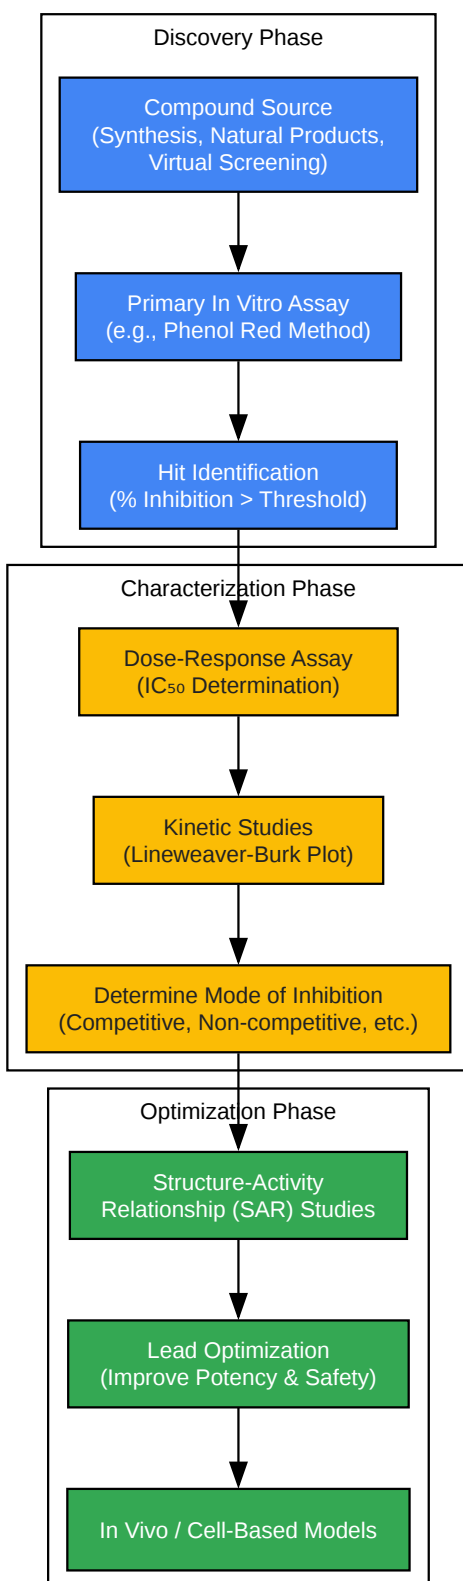 Discovery Phase
Compound Source
(Synthesis, Natural Products,
Virtual Screening)
Primary In Vitro Assay
(e.g., Phenol Red Method)
Hit Identification
(% Inhibition > Threshold)
Characterization Phase
Dose-Response Assay
(IC₅₀ Determination)
Kinetic Studies
(Lineweaver-Burk Plot)
Determine Mode of Inhibition
(Competitive, Non-competitive, etc.)
Optimization Phase
Structure-Activity
Relationship (SAR) Studies
Lead Optimization
(Improve Potency & Safety)
In Vivo / Cell-Based Models